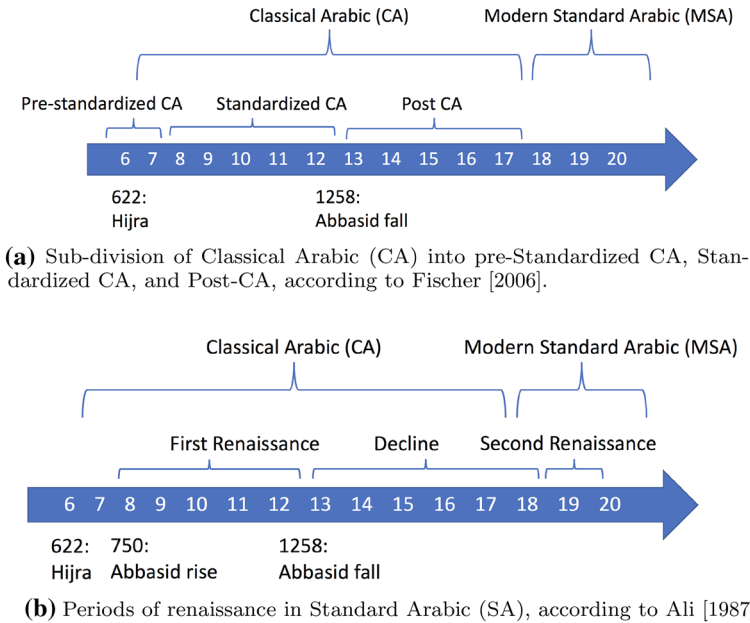 Classical Arabic (CA) Modern Standard Arabic (MSA)
Pre-standardized CA Standardized CA Post CA
6 7 8 9 10 11 12 13 14 15 16 17 18 19 20
622: 1258:
Hijra Abbasid fall
(a) Sub-division of Classical Arabic (CA) into pre-Standardized CA, Stan-
dardized CA, and Post-CA, according to Fischer [2006].
Classical Arabic (CA) Modern Standard Arabic (MSA)
First Renaissance Decline Second Renaissance
6 7 8 9 10 11 12 13 14 15 16 17 18 19 20
622: 750: 1258:
Hijra Abbasid rise Abbasid fall
(b) Periods of renaissance in Standard Arabic (SA), according to Ali [1987